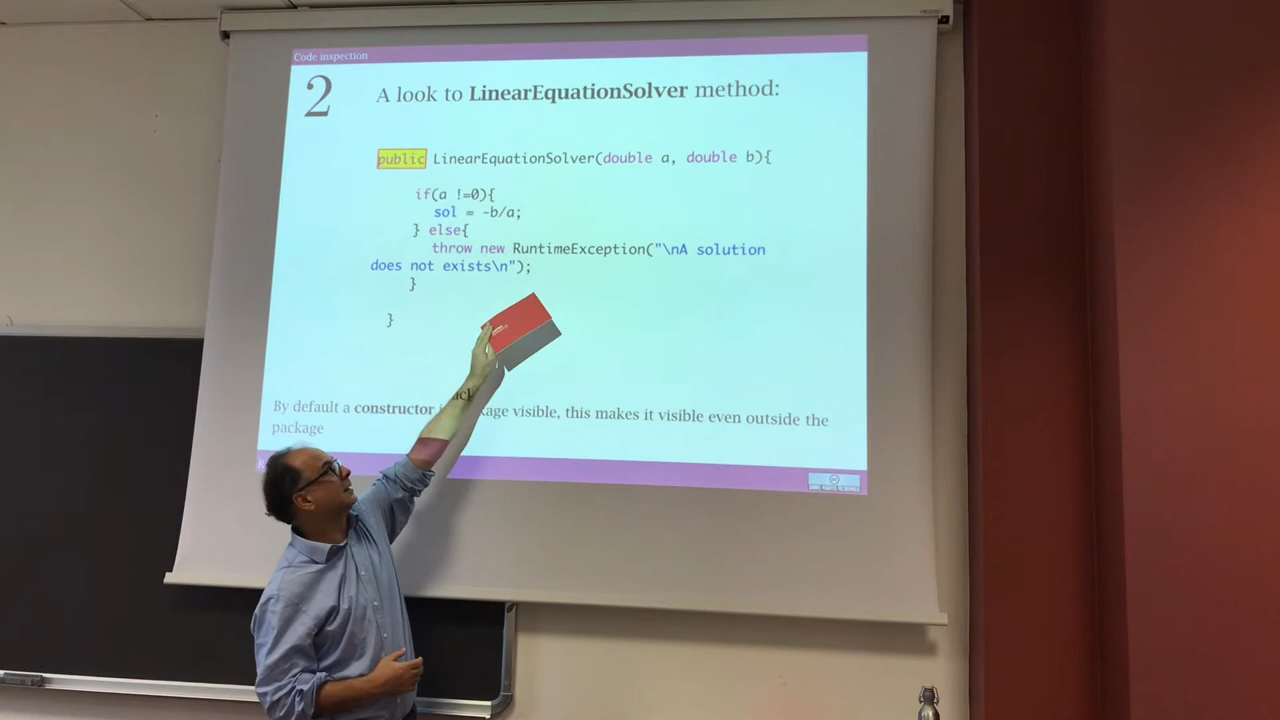 Code inspection
2
A look to LinearEquationSolver method:
public LinearEquationSolver(double a, double b){
if(a !=0){
sol = -b/a;
} else{
throw new RuntimeException("\nA solution
does not exists\n");
}
}
By default a constructor visible, this makes it visible even outside the
package